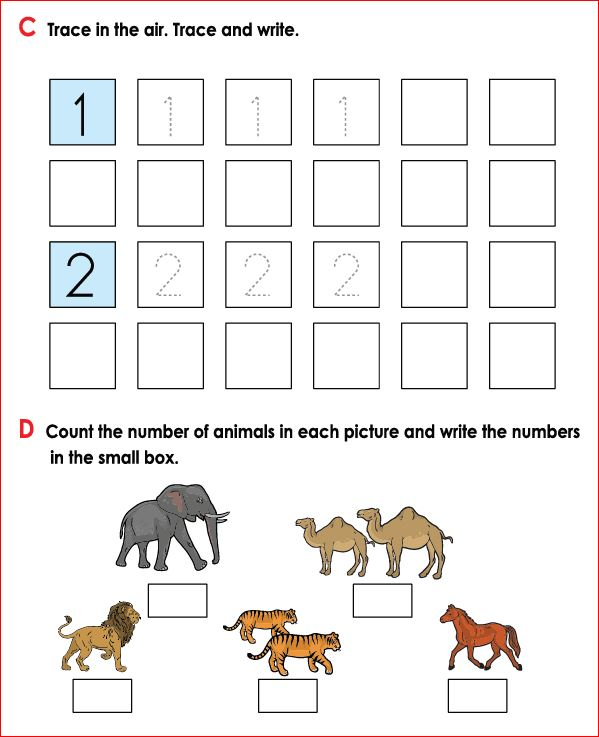 C Trace in the air. Trace and write.
1 1 1 1
2 2 2 2
D Count the number of animals in each picture and write the numbers
in the small box.